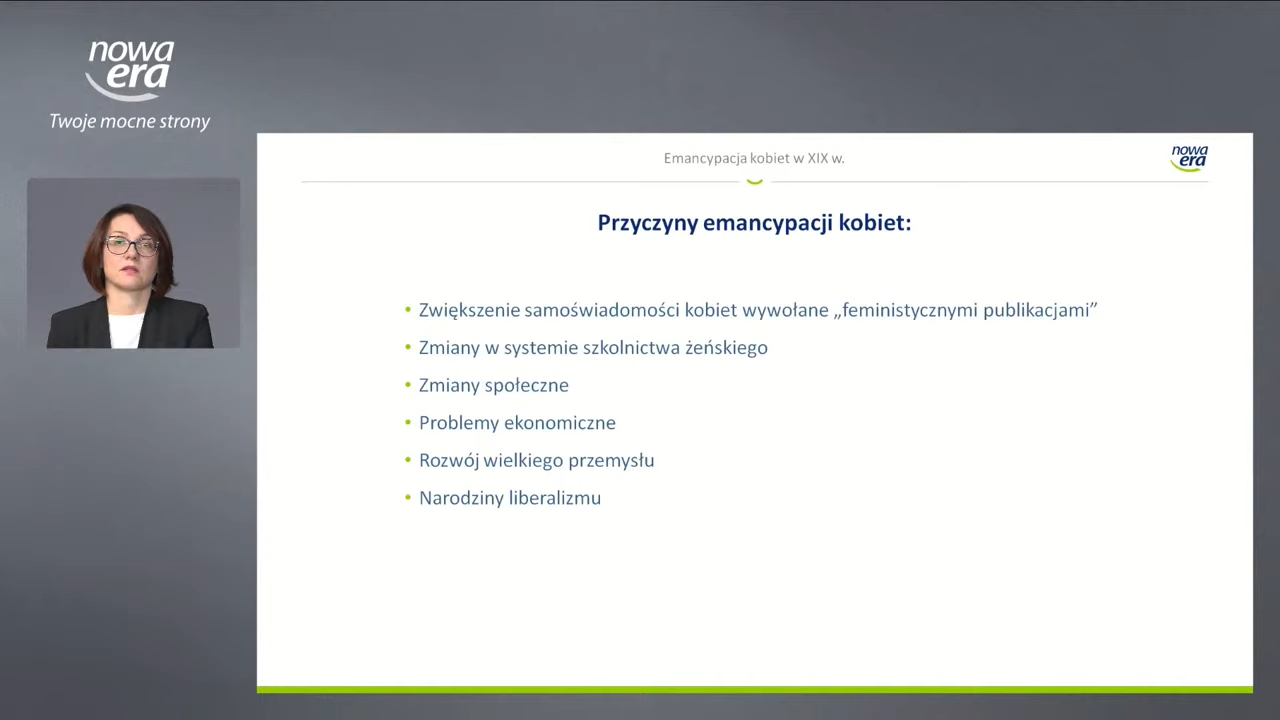 nowa
era
Twoje mocne strony
Emancypacja kobiet w XIX w.
nowa
era
Przyczyny emancypacji kobiet:
• Zwiększenie samoświadomości kobiet wywołane „feministycznymi publikacjami”
• Zmiany w systemie szkolnictwa żeńskiego
• Zmiany społeczne
• Problemy ekonomiczne
• Rozwój wielkiego przemysłu
• Narodziny liberalizmu